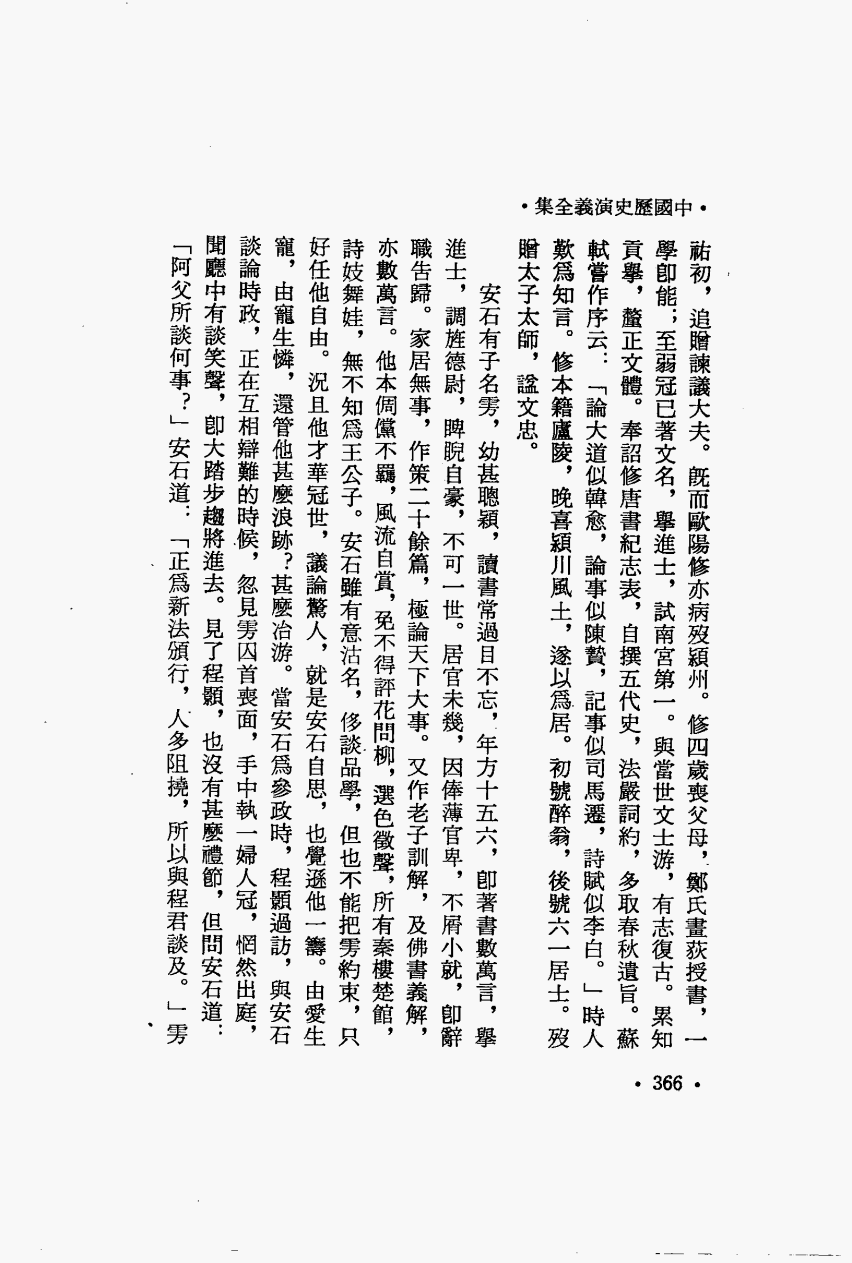 •中國歷史演義全集•
祐初，追贈諫議大夫。旣而歐陽修亦病歿潁州。修四歲喪父母，鄭氏畫荻授書，一
學卽能；至弱冠已著文名，舉進士，試南宮第一。與當世文士游，有志復古。累知
貢舉，釐正文體。奉詔修唐書紀志表，自撰五代史，法嚴詞約，多取春秋遺旨。蘇
軾嘗作序云：「論大道似韓愈，論事似陳贄，記事似司馬遷，詩賦似李白。」時人
歎爲知言。修本籍廬陵，晚喜潁川風土，遂以爲居。初號醉翁，後號六一居士。歿
贈太子太師，諡文忠。
安石有子名雱，幼甚聰穎，讀書常過目不忘，年方十五六，卽著書數萬言，舉
進士，調旌德尉，睥睨自豪，不可一世。居官未幾，因俸薄官卑，不屑小就，卽辭
職告歸。家居無事，作策二十餘篇，極論天下大事。又作老子訓解，及佛書義解，
亦數萬言。他本倜儻不羈，風流自賞，免不得評花問柳，選色徵聲，所有秦樓楚館，
詩妓舞娃，無不知爲王公子。安石雖有意沽名，侈談品學，但也不能把雱約束，只
好任他自由。況且他才華冠世，議論驚人，就是安石自思，也覺遜他一籌。由愛生
寵，由寵生憐，還管他甚麼浪跡？甚麼冶游。當安石爲參政時，程顥過訪，與安石
談論時政，正在互相辯難的時候，忽見雱囚首喪面，手中執一婦人冠，惘然出庭，
聞廳中有談笑聲，卽大踏步趨將進去。見了程顥，也沒有甚麼禮節，但問安石道：
「阿父所談何事？」安石道：「正爲新法頒行，人多阻撓，所以與程君談及。」雱
•366•